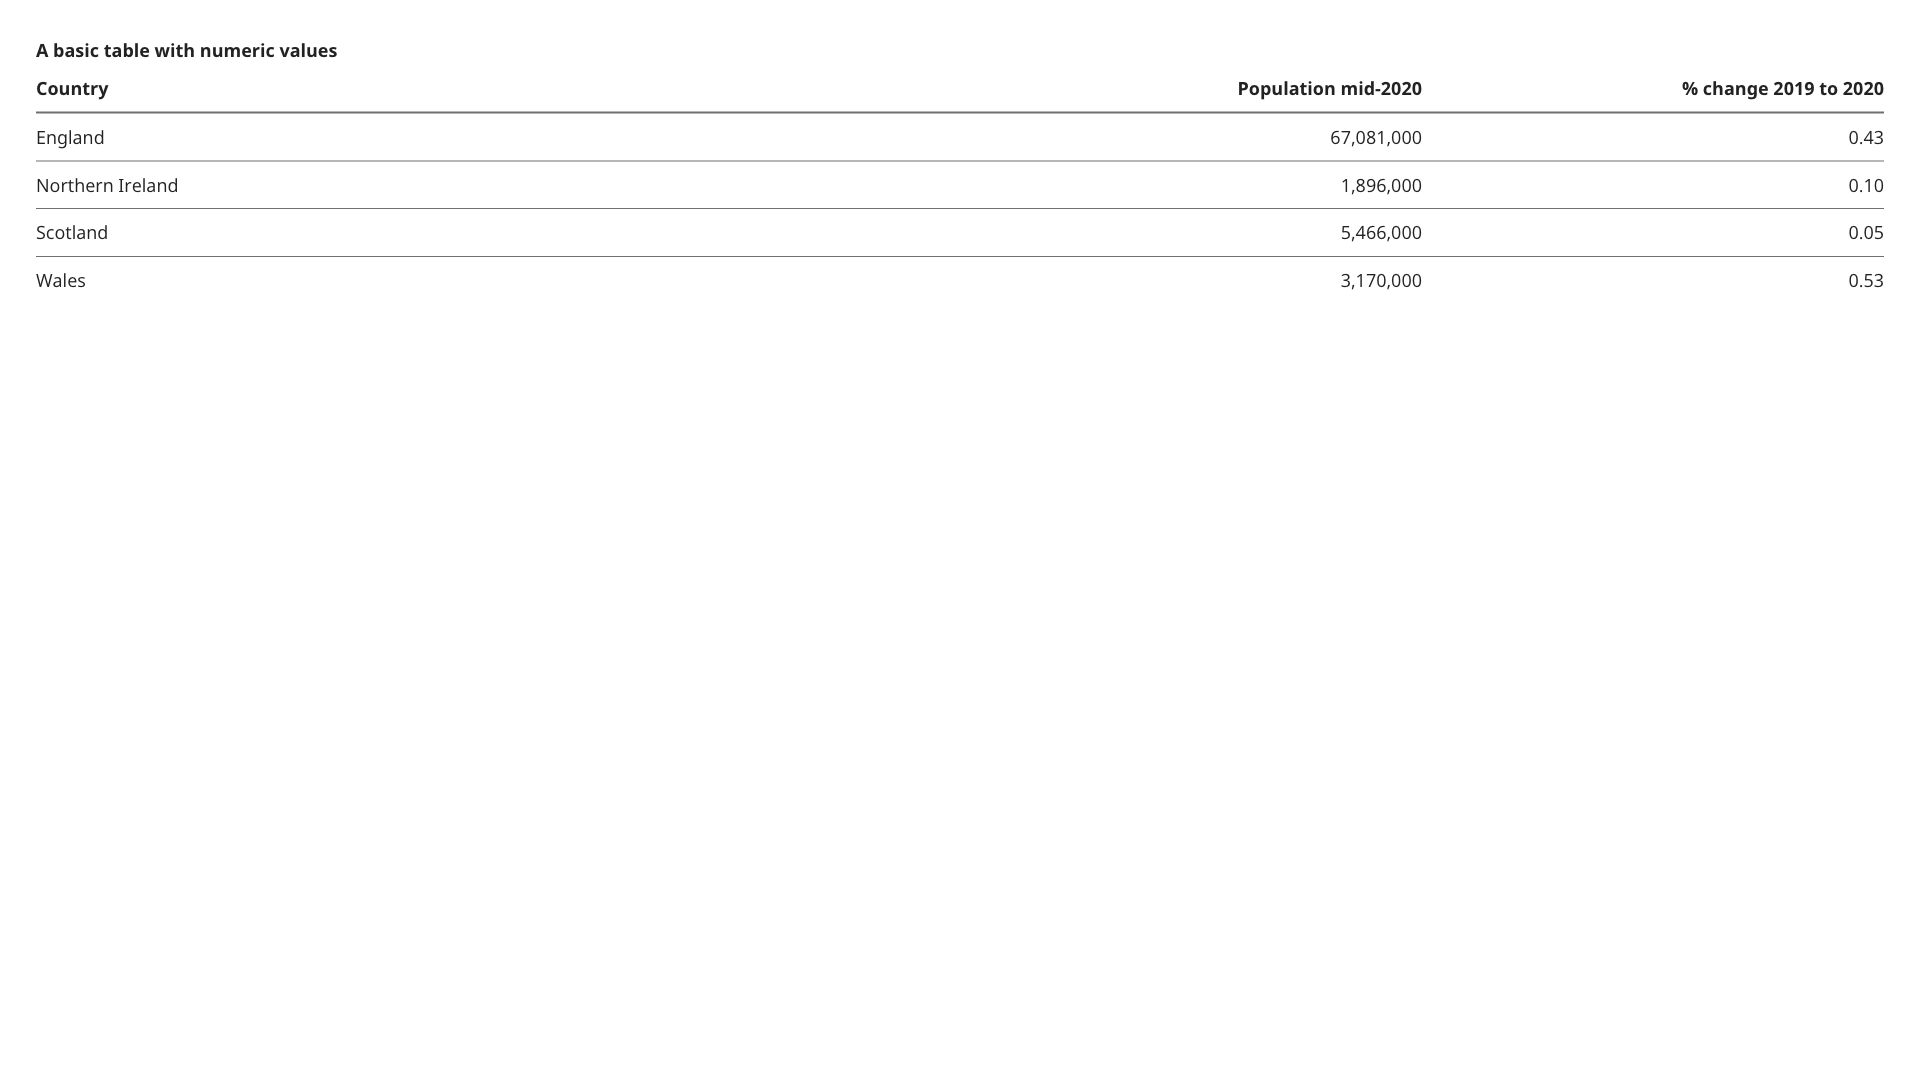 A basic table with numeric values
Country Population mid-2020 % change 2019 to 2020
England 67,081,000 0.43
Northern Ireland 1,896,000 0.10
Scotland 5,466,000 0.05
Wales 3,170,000 0.53